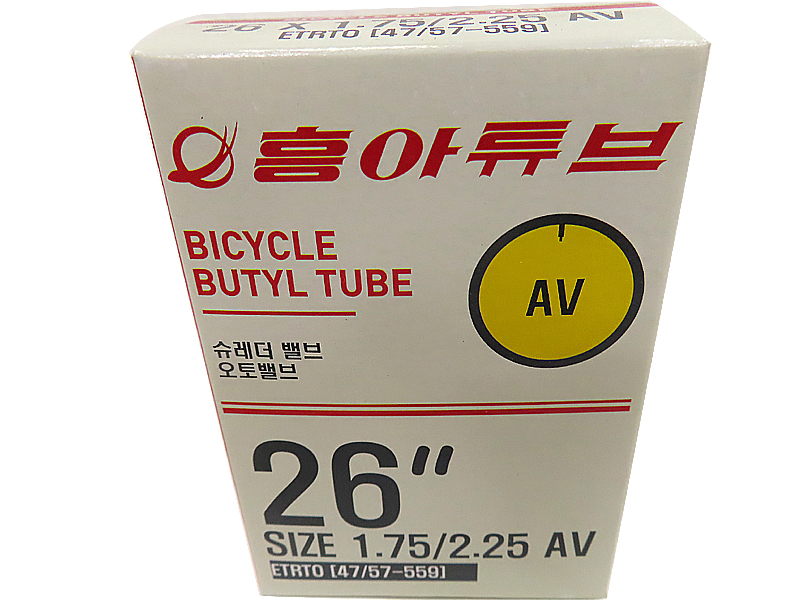 26 X 1.75/2.25 AV
ETRTO [47/57-559]
흥아튜브
BICYCLE
BUTYL TUBE
AV
슈레더 밸브
오토밸브
26"
SIZE 1.75/2.25 AV
ETRTO [47/57-559]